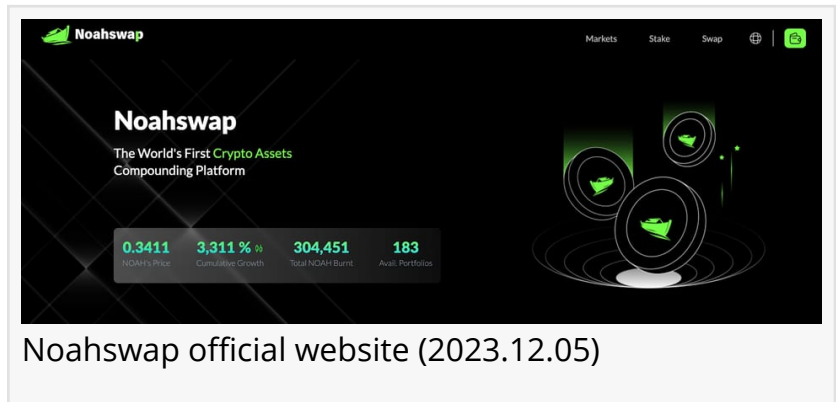 Noahswap
Markets Stake Swap
Noahswap
The World's First Crypto Assets
Compounding Platform
0.3411 3,311 % 304,451 183
NOAH's Price Cumulative Growth Total NOAH Burnt Avail. Portfolios
Noahswap official website (2023.12.05)